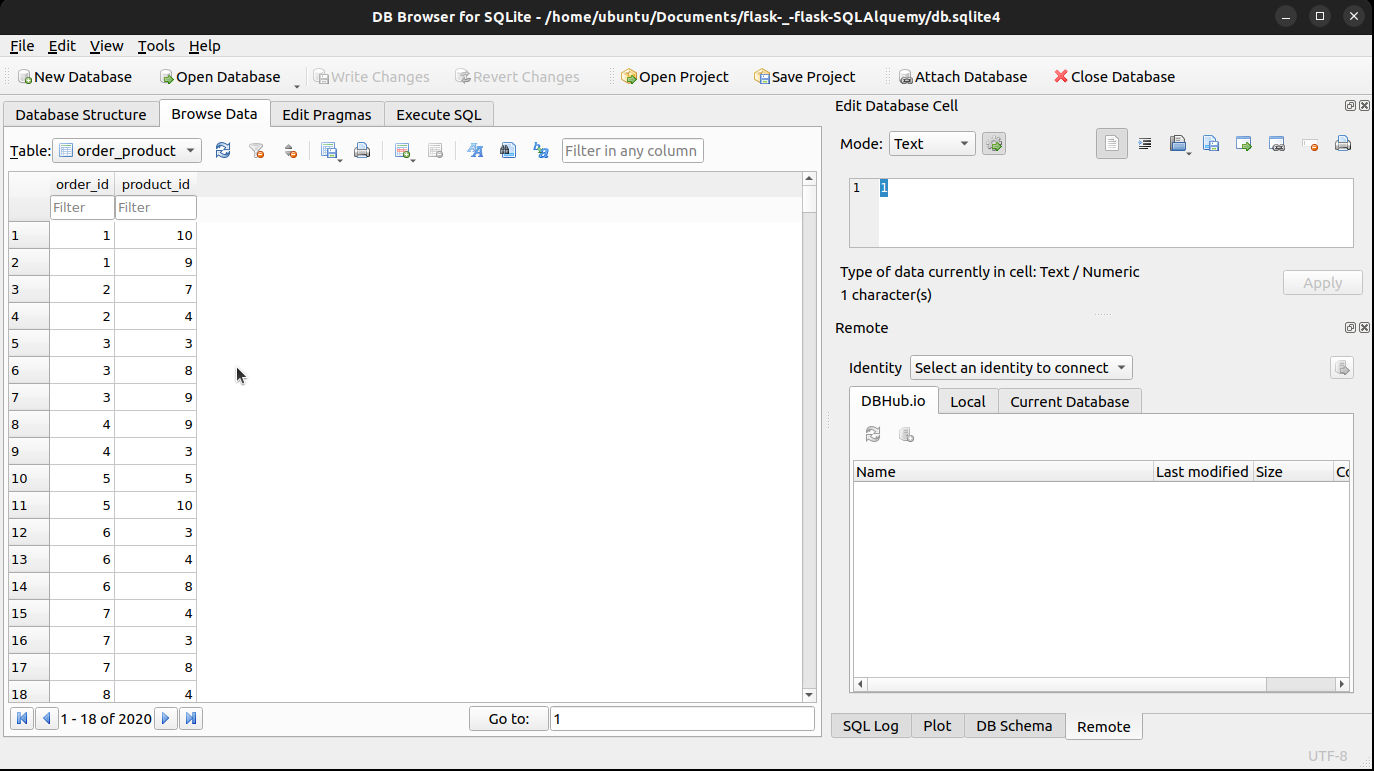 DB Browser for SQLite - /home/ubuntu/Documents/flask-_-flask-SQLAlquemy/db.sqlite4
File Edit View Tools Help
New Database Open Database Write Changes Revert Changes Open Project Save Project Attach Database Close Database
Database Structure Browse Data Edit Pragmas Execute SQL
Table: order_product Filter in any column
order_id product_id
Filter Filter
1 1 10
2 1 9
3 2 7
4 2 4
5 3 3
6 3 8
7 3 9
8 4 9
9 4 3
10 5 5
11 5 10
12 6 3
13 6 4
14 6 8
15 7 4
16 7 3
17 7 8
18 8 4
1 - 18 of 2020 Go to: 1
Edit Database Cell
Mode: Text
1 1
Type of data currently in cell: Text / Numeric
1 character(s)
Apply
Remote
Identity Select an identity to connect
DBHub.io Local Current Database
Name Last modified Size Co
SQL Log Plot DB Schema Remote
UTF-8